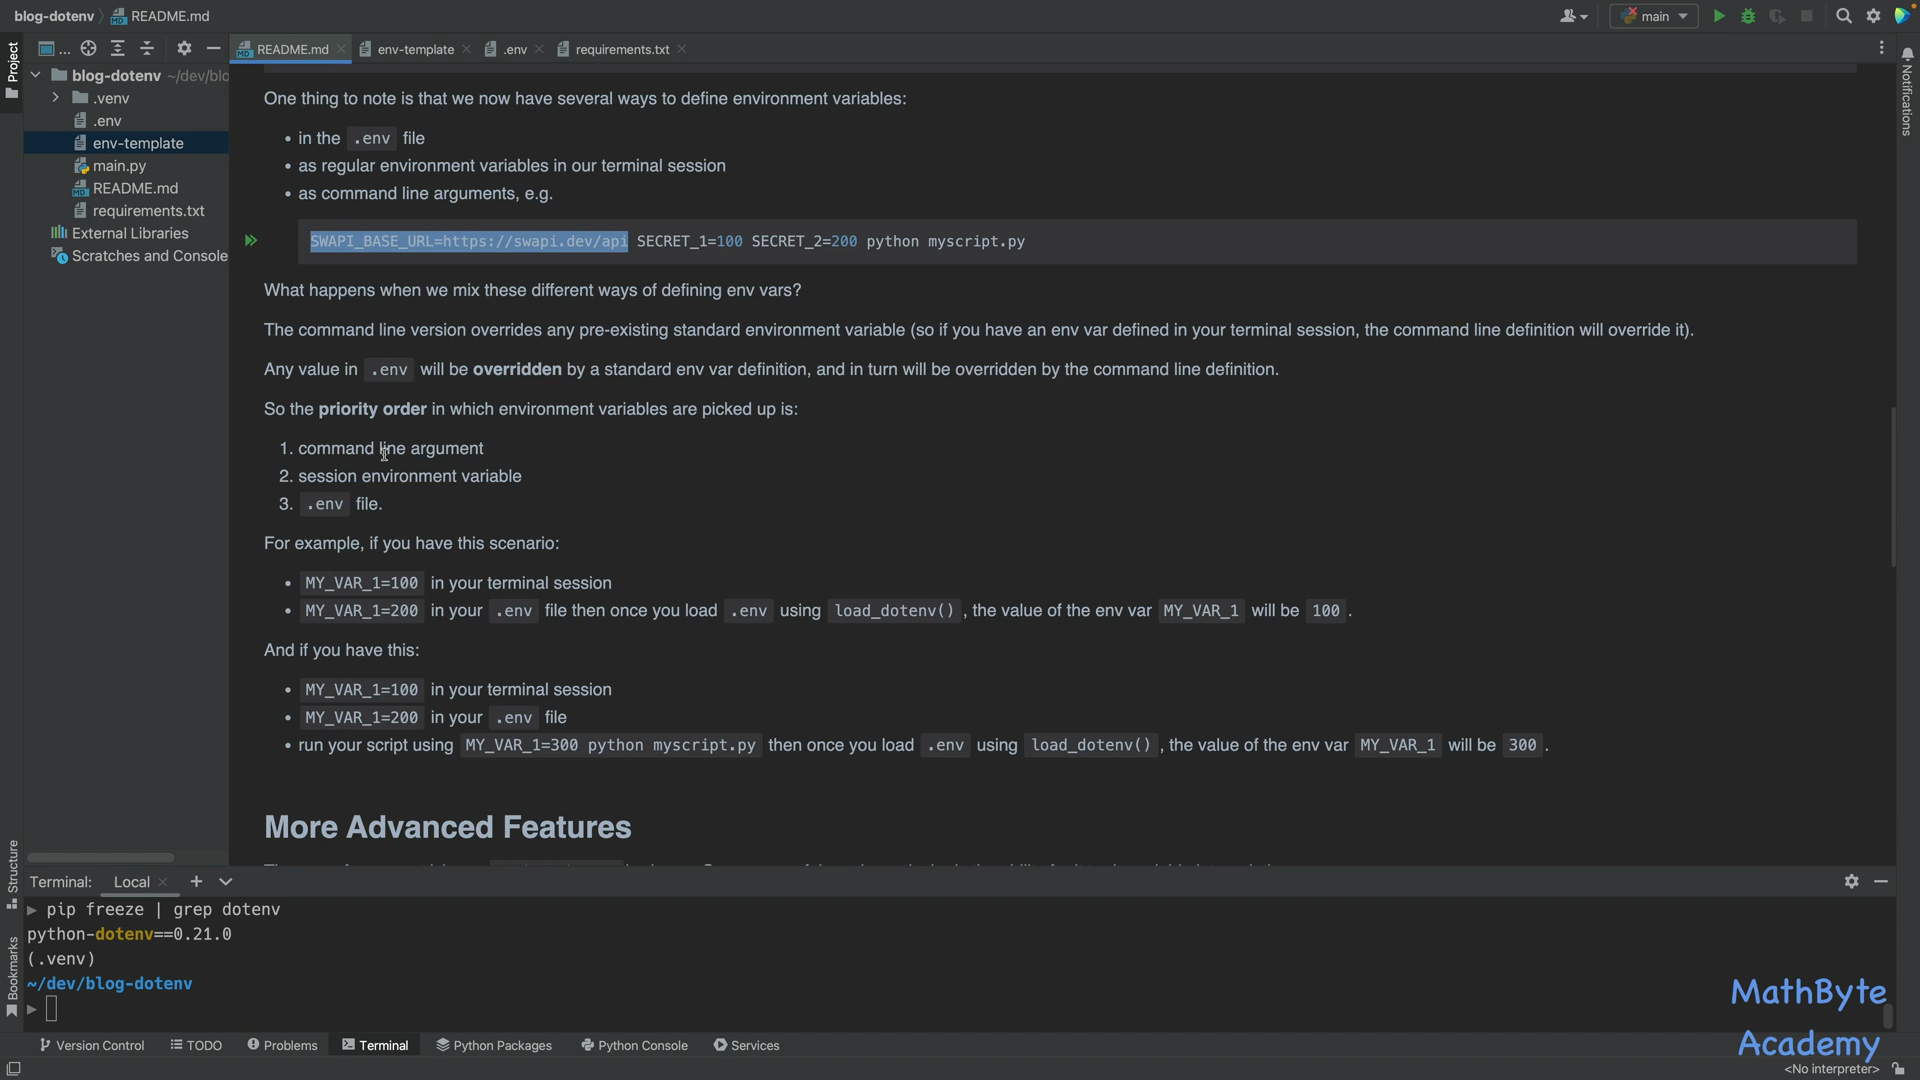 blog-dotenv README.md
main
Project
...
README.md env-template .env requirements.txt
Notifications
blog-dotenv ~/dev/blo
.venv
.env
env-template
main.py
README.md
requirements.txt
External Libraries
Scratches and Console
One thing to note is that we now have several ways to define environment variables:
• in the .env file
• as regular environment variables in our terminal session
• as command line arguments, e.g.
SWAPI_BASE_URL=https://swapi.dev/api SECRET_1=100 SECRET_2=200 python myscript.py
What happens when we mix these different ways of defining env vars?
The command line version overrides any pre-existing standard environment variable (so if you have an env var defined in your terminal session, the command line definition will override it).
Any value in .env will be overridden by a standard env var definition, and in turn will be overridden by the command line definition.
So the priority order in which environment variables are picked up is:
1. command line argument
2. session environment variable
3. .env file.
For example, if you have this scenario:
• MY_VAR_1=100 in your terminal session
• MY_VAR_1=200 in your .env file then once you load .env using load_dotenv(), the value of the env var MY_VAR_1 will be 100.
And if you have this:
• MY_VAR_1=100 in your terminal session
• MY_VAR_1=200 in your .env file
• run your script using MY_VAR_1=300 python myscript.py then once you load .env using load_dotenv(), the value of the env var MY_VAR_1 will be 300.
More Advanced Features
Structure
Bookmarks
Terminal: Local
pip freeze | grep dotenv
python-dotenv==0.21.0
(.venv)
~/dev/blog-dotenv
MathByte
Academy
Version Control TODO Problems Terminal Python Packages Python Console Services
<No interpreter>